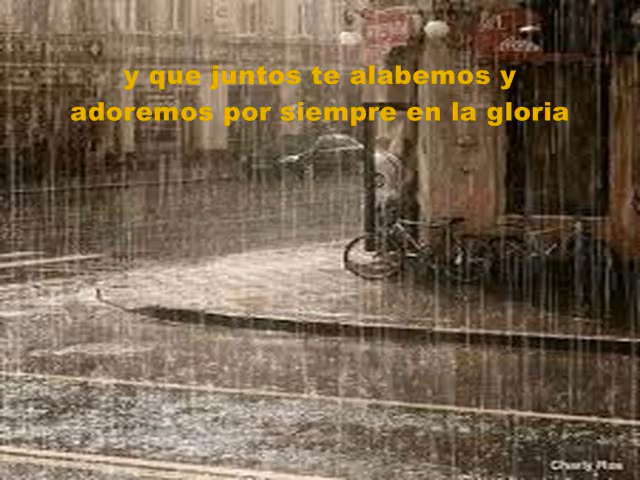 y que juntos te alabemos y
adoremos por siempre en la gloria